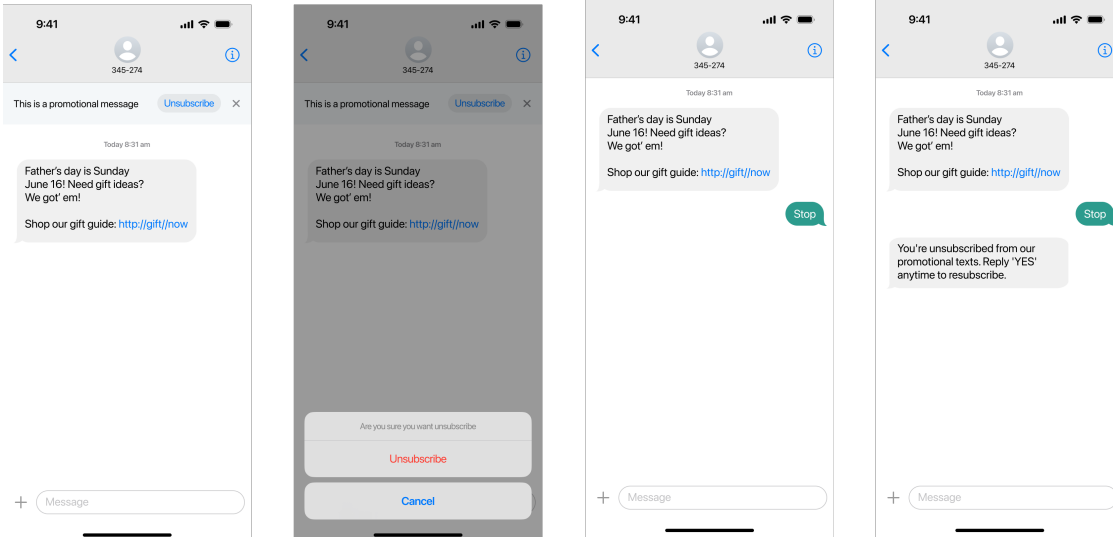 9:41
345-274
This is a promotional message Unsubscribe
Today 8:31 am
Father's day is Sunday
June 16! Need gift ideas?
We got' em!
Shop our gift guide: http://gift//now
Message
9:41
345-274
This is a promotional message Unsubscribe
Today 8:31 am
Father's day is Sunday
June 16! Need gift ideas?
We got' em!
Shop our gift guide: http://gift//now
Are you sure you want unsubscribe
Unsubscribe
Cancel
9:41
345-274
Today 8:31 am
Father's day is Sunday
June 16! Need gift ideas?
We got' em!
Shop our gift guide: http://gift//now
Stop
Message
9:41
345-274
Today 8:31 am
Father's day is Sunday
June 16! Need gift ideas?
We got' em!
Shop our gift guide: http://gift//now
Stop
You're unsubscribed from our
promotional texts. Reply 'YES'
anytime to resubscribe.
Message